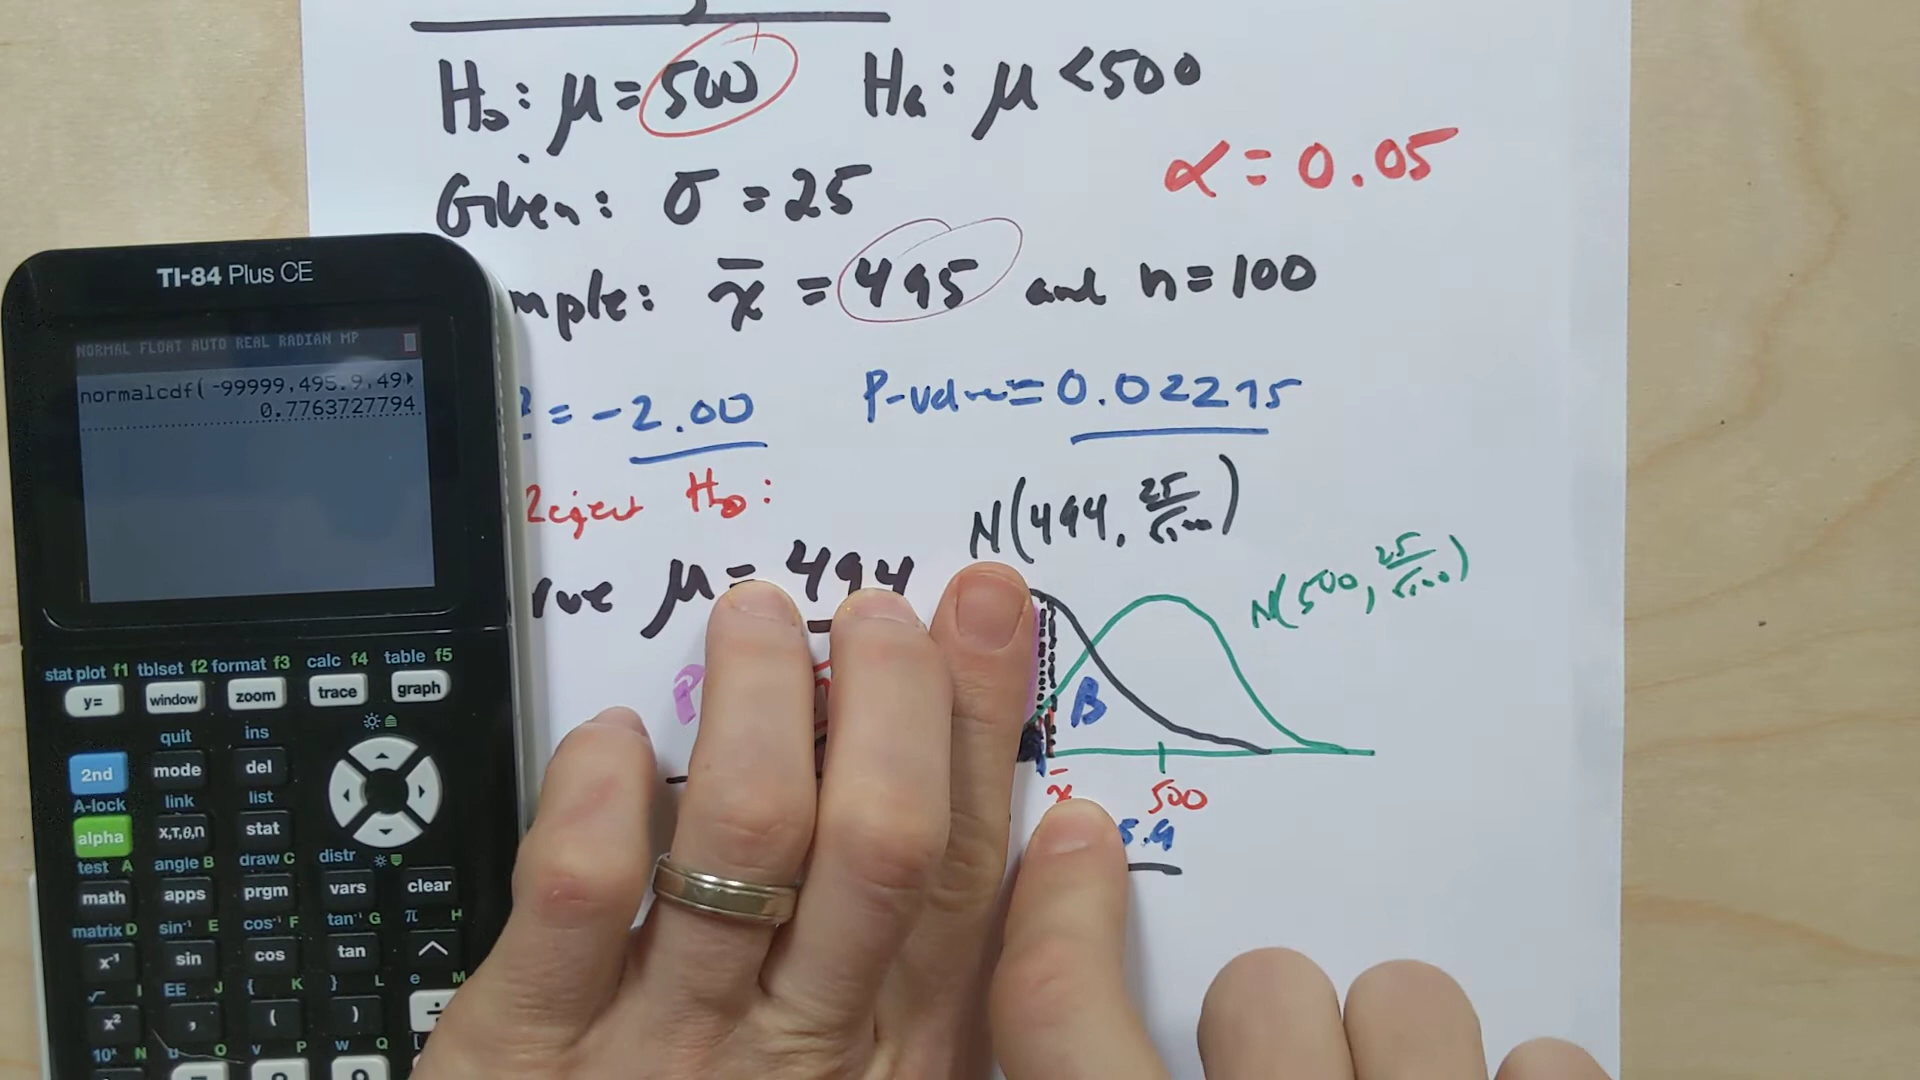 H₀: μ = 500 Ha: μ < 500
Given: σ = 25
α = 0.05
mple: x̄ = 495 and n = 100
= -2.00 P-value = 0.02275
Reject H₀:
N(494, 25/√100)
N(500, 25/√100)
rue μ = 494
P
B
x̄ 500
5.9
TI-84 Plus CE
NORMAL FLOAT AUTO REAL RADIAN MP
normalcdf(-99999,495.9,49
0.7763727794
stat plot f1 tblset f2 format f3 calc f4 table f5
y= window zoom trace graph
quit ins
2nd mode del
A-lock link list
alpha X,T,θ,n stat
test A angle B draw C distr
math apps prgm vars clear
matrix D sin⁻¹ E cos⁻¹ F tan⁻¹ G π H
x⁻¹ sin cos tan ^
√ I EE J { K } L e M
x² , ( ) ÷
10ˣ N u O v P w Q [